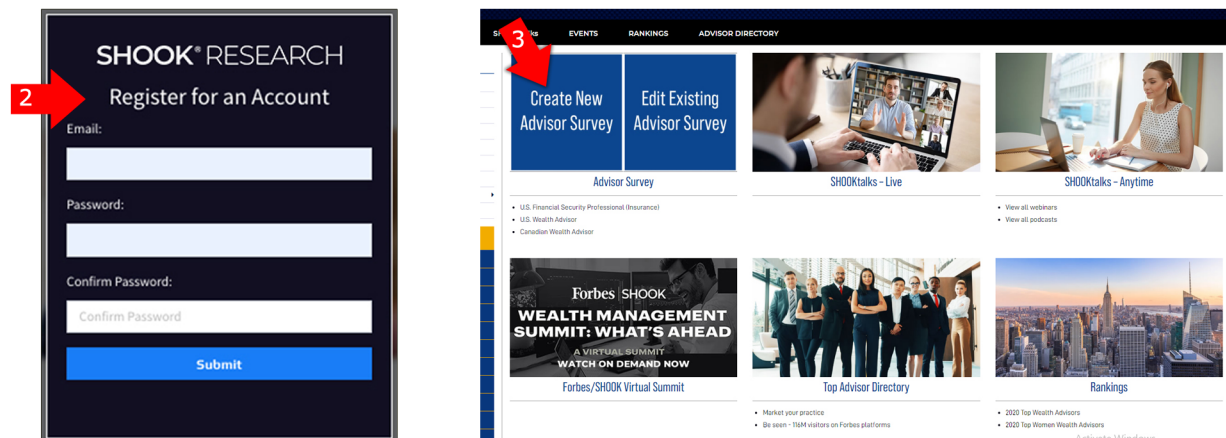 SHOOK® RESEARCH
2
Register for an Account
Email:
Password:
Confirm Password:
Confirm Password
Submit
3
EVENTS
RANKINGS
ADVISOR DIRECTORY
Create New
Advisor Survey
Edit Existing
Advisor Survey
Advisor Survey
• U.S. Financial Security Professional (Insurance)
• U.S. Wealth Advisor
• Canadian Wealth Advisor
SHOOKtalks – Live
SHOOKtalks – Anytime
• View all webinars
• View all podcasts
Forbes | SHOOK
WEALTH MANAGEMENT
SUMMIT: WHAT'S AHEAD
A VIRTUAL SUMMIT
WATCH ON DEMAND NOW
Forbes/SHOOK Virtual Summit
Top Advisor Directory
• Market your practice
• Be seen - 116M visitors on Forbes platforms
Rankings
• 2020 Top Wealth Advisors
• 2020 Top Women Wealth Advisors
Activate Windows